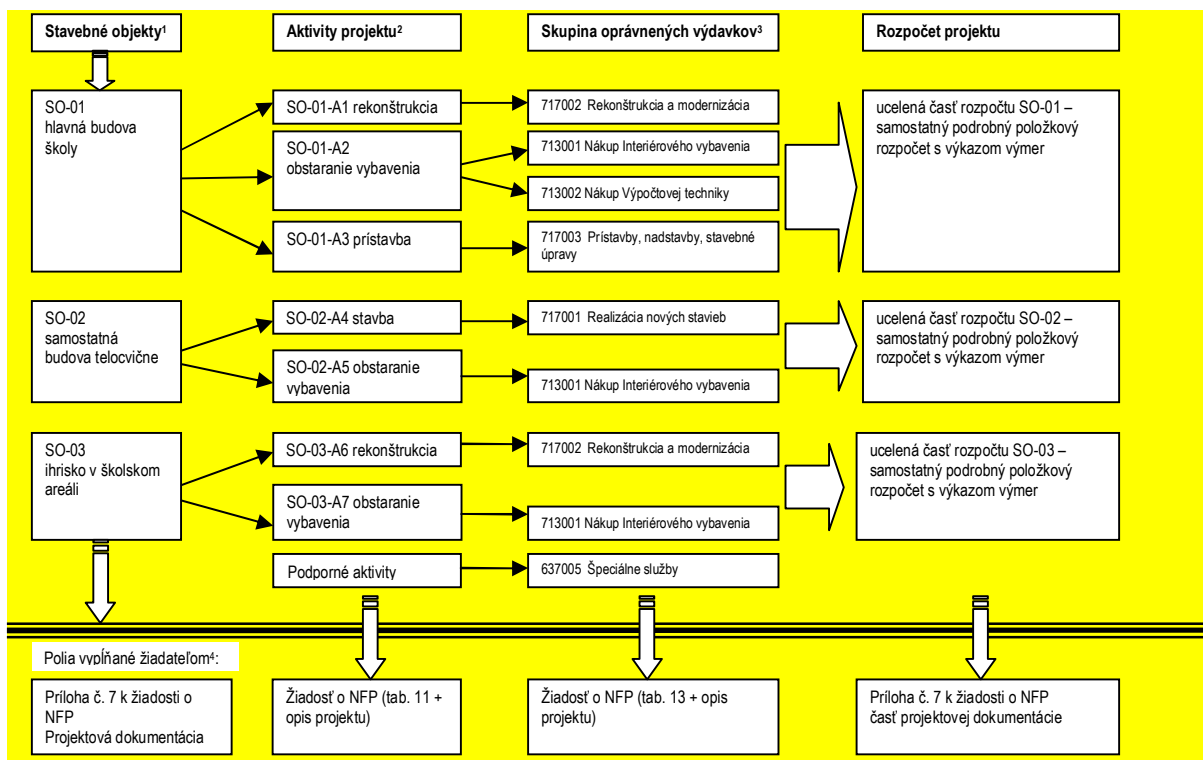 Stavebné objekty¹
Aktivity projektu²
Skupina oprávnených výdavkov³
Rozpočet projektu
SO-01
hlavná budova
školy
SO-01-A1 rekonštrukcia
717002 Rekonštrukcia a modernizácia
SO-01-A2
obstaranie vybavenia
713001 Nákup Interiérového vybavenia
713002 Nákup Výpočtovej techniky
SO-01-A3 prístavba
717003 Prístavby, nadstavby, stavebné
úpravy
ucelená časť rozpočtu SO-01 –
samostatný podrobný položkový
rozpočet s výkazom výmer
SO-02
samostatná
budova telocvične
SO-02-A4 stavba
717001 Realizácia nových stavieb
SO-02-A5 obstaranie
vybavenia
713001 Nákup Interiérového vybavenia
ucelená časť rozpočtu SO-02 –
samostatný podrobný položkový
rozpočet s výkazom výmer
SO-03
ihrisko v školskom
areáli
SO-03-A6 rekonštrukcia
717002 Rekonštrukcia a modernizácia
SO-03-A7 obstaranie
vybavenia
713001 Nákup Interiérového vybavenia
ucelená časť rozpočtu SO-03 –
samostatný podrobný položkový
rozpočet s výkazom výmer
Podporné aktivity
637005 Špeciálne služby
Polia vypĺňané žiadateľom⁴:
Príloha č. 7 k žiadosti o
NFP
Projektová dokumentácia
Žiadosť o NFP (tab. 11 +
opis projektu)
Žiadosť o NFP (tab. 13 + opis
projektu)
Príloha č. 7 k žiadosti o NFP
časť projektovej dokumentácie